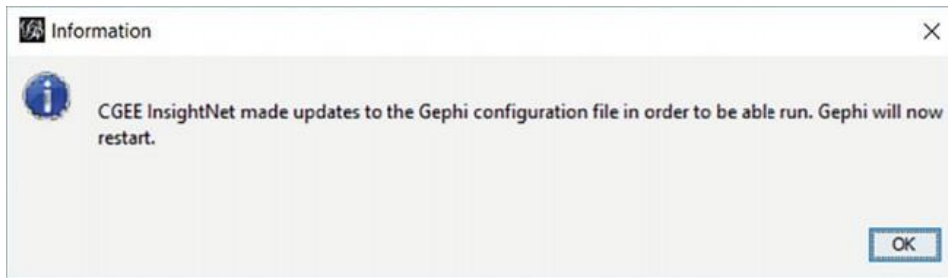 Information
CGEE InsightNet made updates to the Gephi configuration file in order to be able run. Gephi will now
restart.
OK